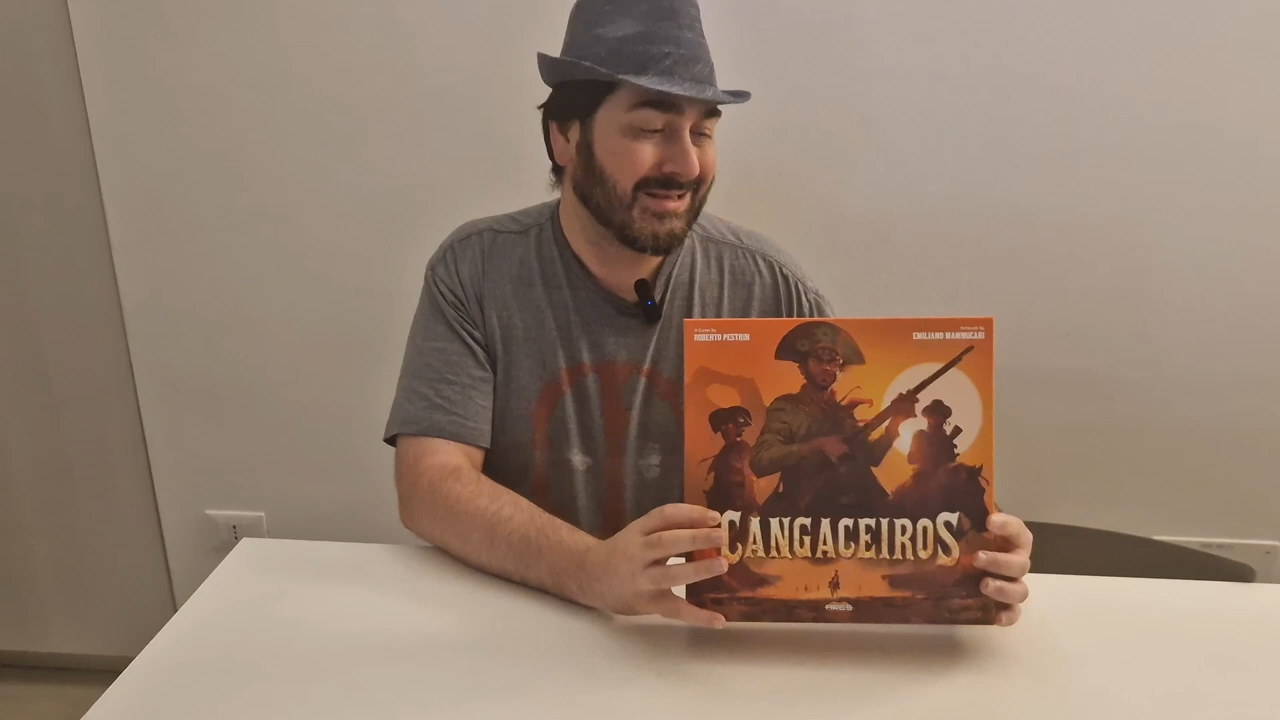 A Game by
ROBERTO PESTRIN
Artwork by
EMILIANO MAMMUCARI
CANGACEIROS
ARES